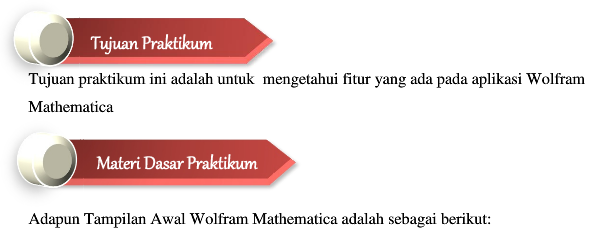 Tujuan Praktikum
Tujuan praktikum ini adalah untuk mengetahui fitur yang ada pada aplikasi Wolfram
Mathematica
Materi Dasar Praktikum
Adapun Tampilan Awal Wolfram Mathematica adalah sebagai berikut: